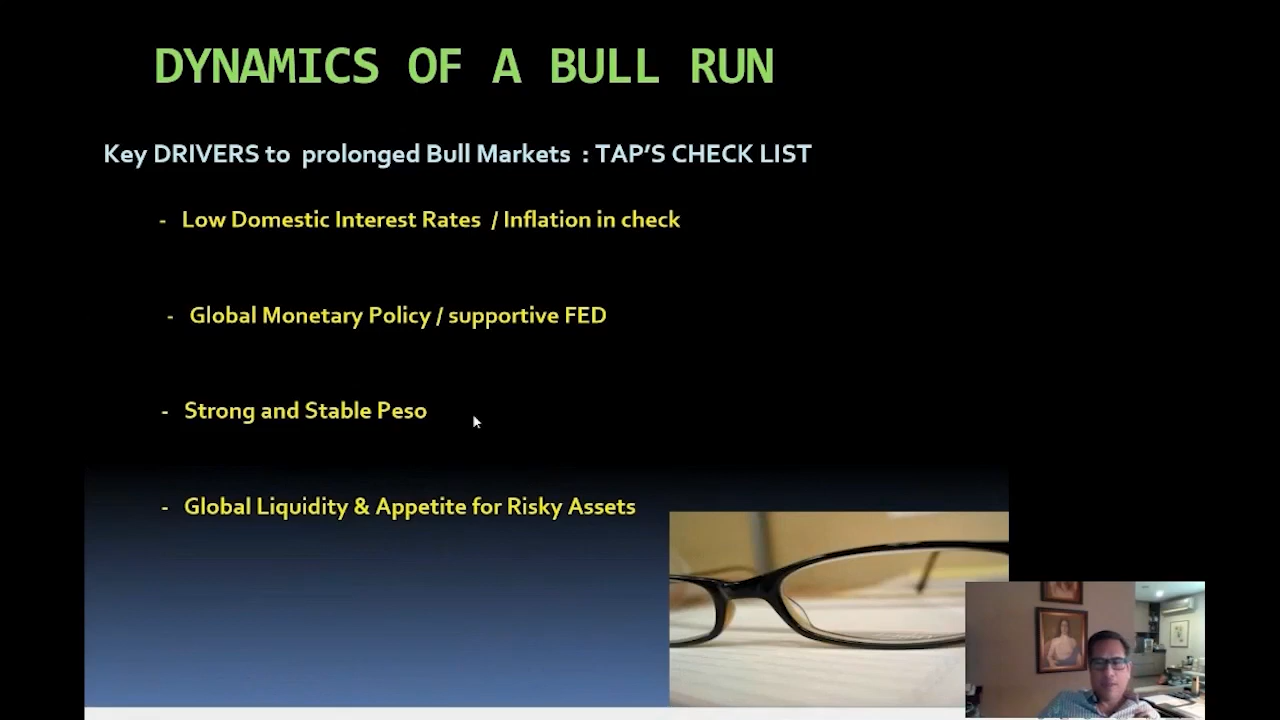 DYNAMICS OF A BULL RUN
Key DRIVERS to prolonged Bull Markets : TAP'S CHECK LIST
- Low Domestic Interest Rates / Inflation in check
- Global Monetary Policy / supportive FED
- Strong and Stable Peso
- Global Liquidity & Appetite for Risky Assets